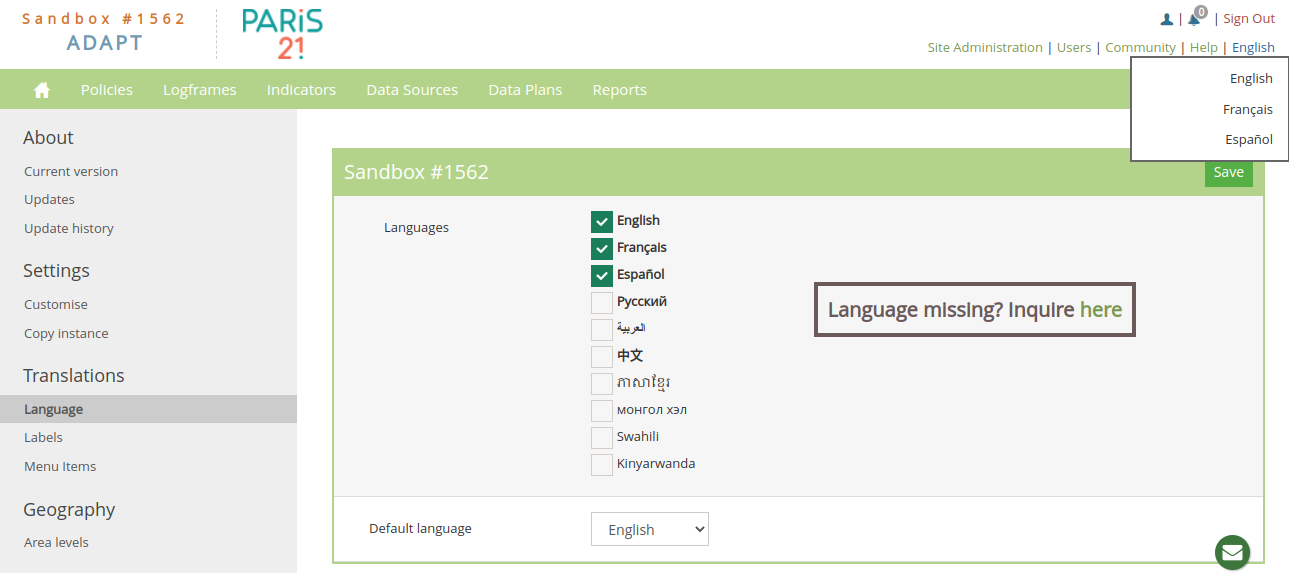 Sandbox #1562
ADAPT
PARiS
21!
| 0 | Sign Out
Site Administration | Users | Community | Help | English
English
Français
Español
Policies Logframes Indicators Data Sources Data Plans Reports
About
Current version
Updates
Update history
Settings
Customise
Copy instance
Translations
Language
Labels
Menu Items
Geography
Area levels
Sandbox #1562 Save
Languages
English
Français
Español
Русский
العربية
中文
ភាសាខ្មែរ
монгол хэл
Swahili
Kinyarwanda
Language missing? Inquire here
Default language English